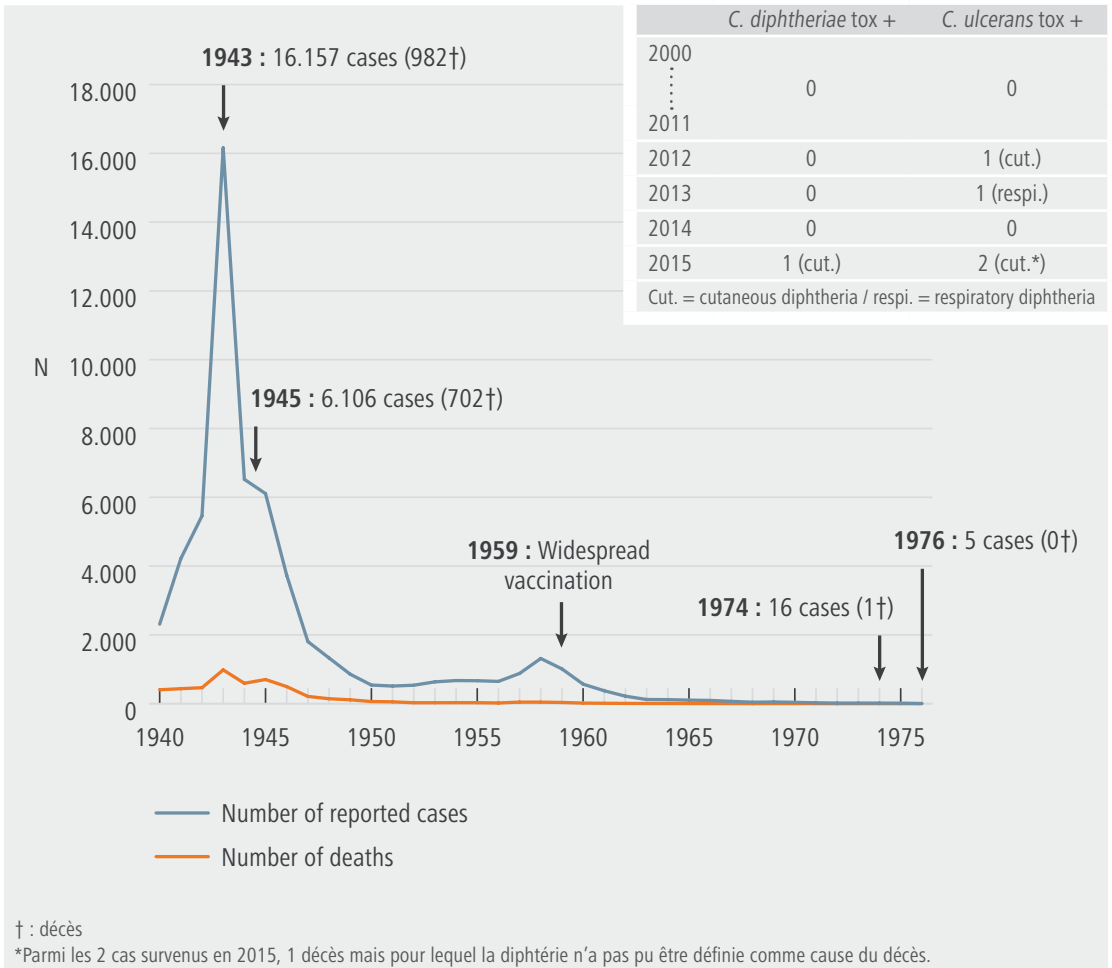 C. diphtheriae tox + C. ulcerans tox +
2000
0 0
2011
2012 0 1 (cut.)
2013 0 1 (respi.)
2014 0 0
2015 1 (cut.) 2 (cut.*)
Cut. = cutaneous diphtheria / respi. = respiratory diphtheria
1943 : 16.157 cases (982†)
18.000
16.000
14.000
12.000
N 10.000
1945 : 6.106 cases (702†)
8.000
6.000
1959 : Widespread
vaccination
1976 : 5 cases (0†)
4.000
1974 : 16 cases (1†)
2.000
0
1940 1945 1950 1955 1960 1965 1970 1975
Number of reported cases
Number of deaths
† : décès
*Parmi les 2 cas survenus en 2015, 1 décès mais pour lequel la diphtérie n'a pas pu être définie comme cause du décès.